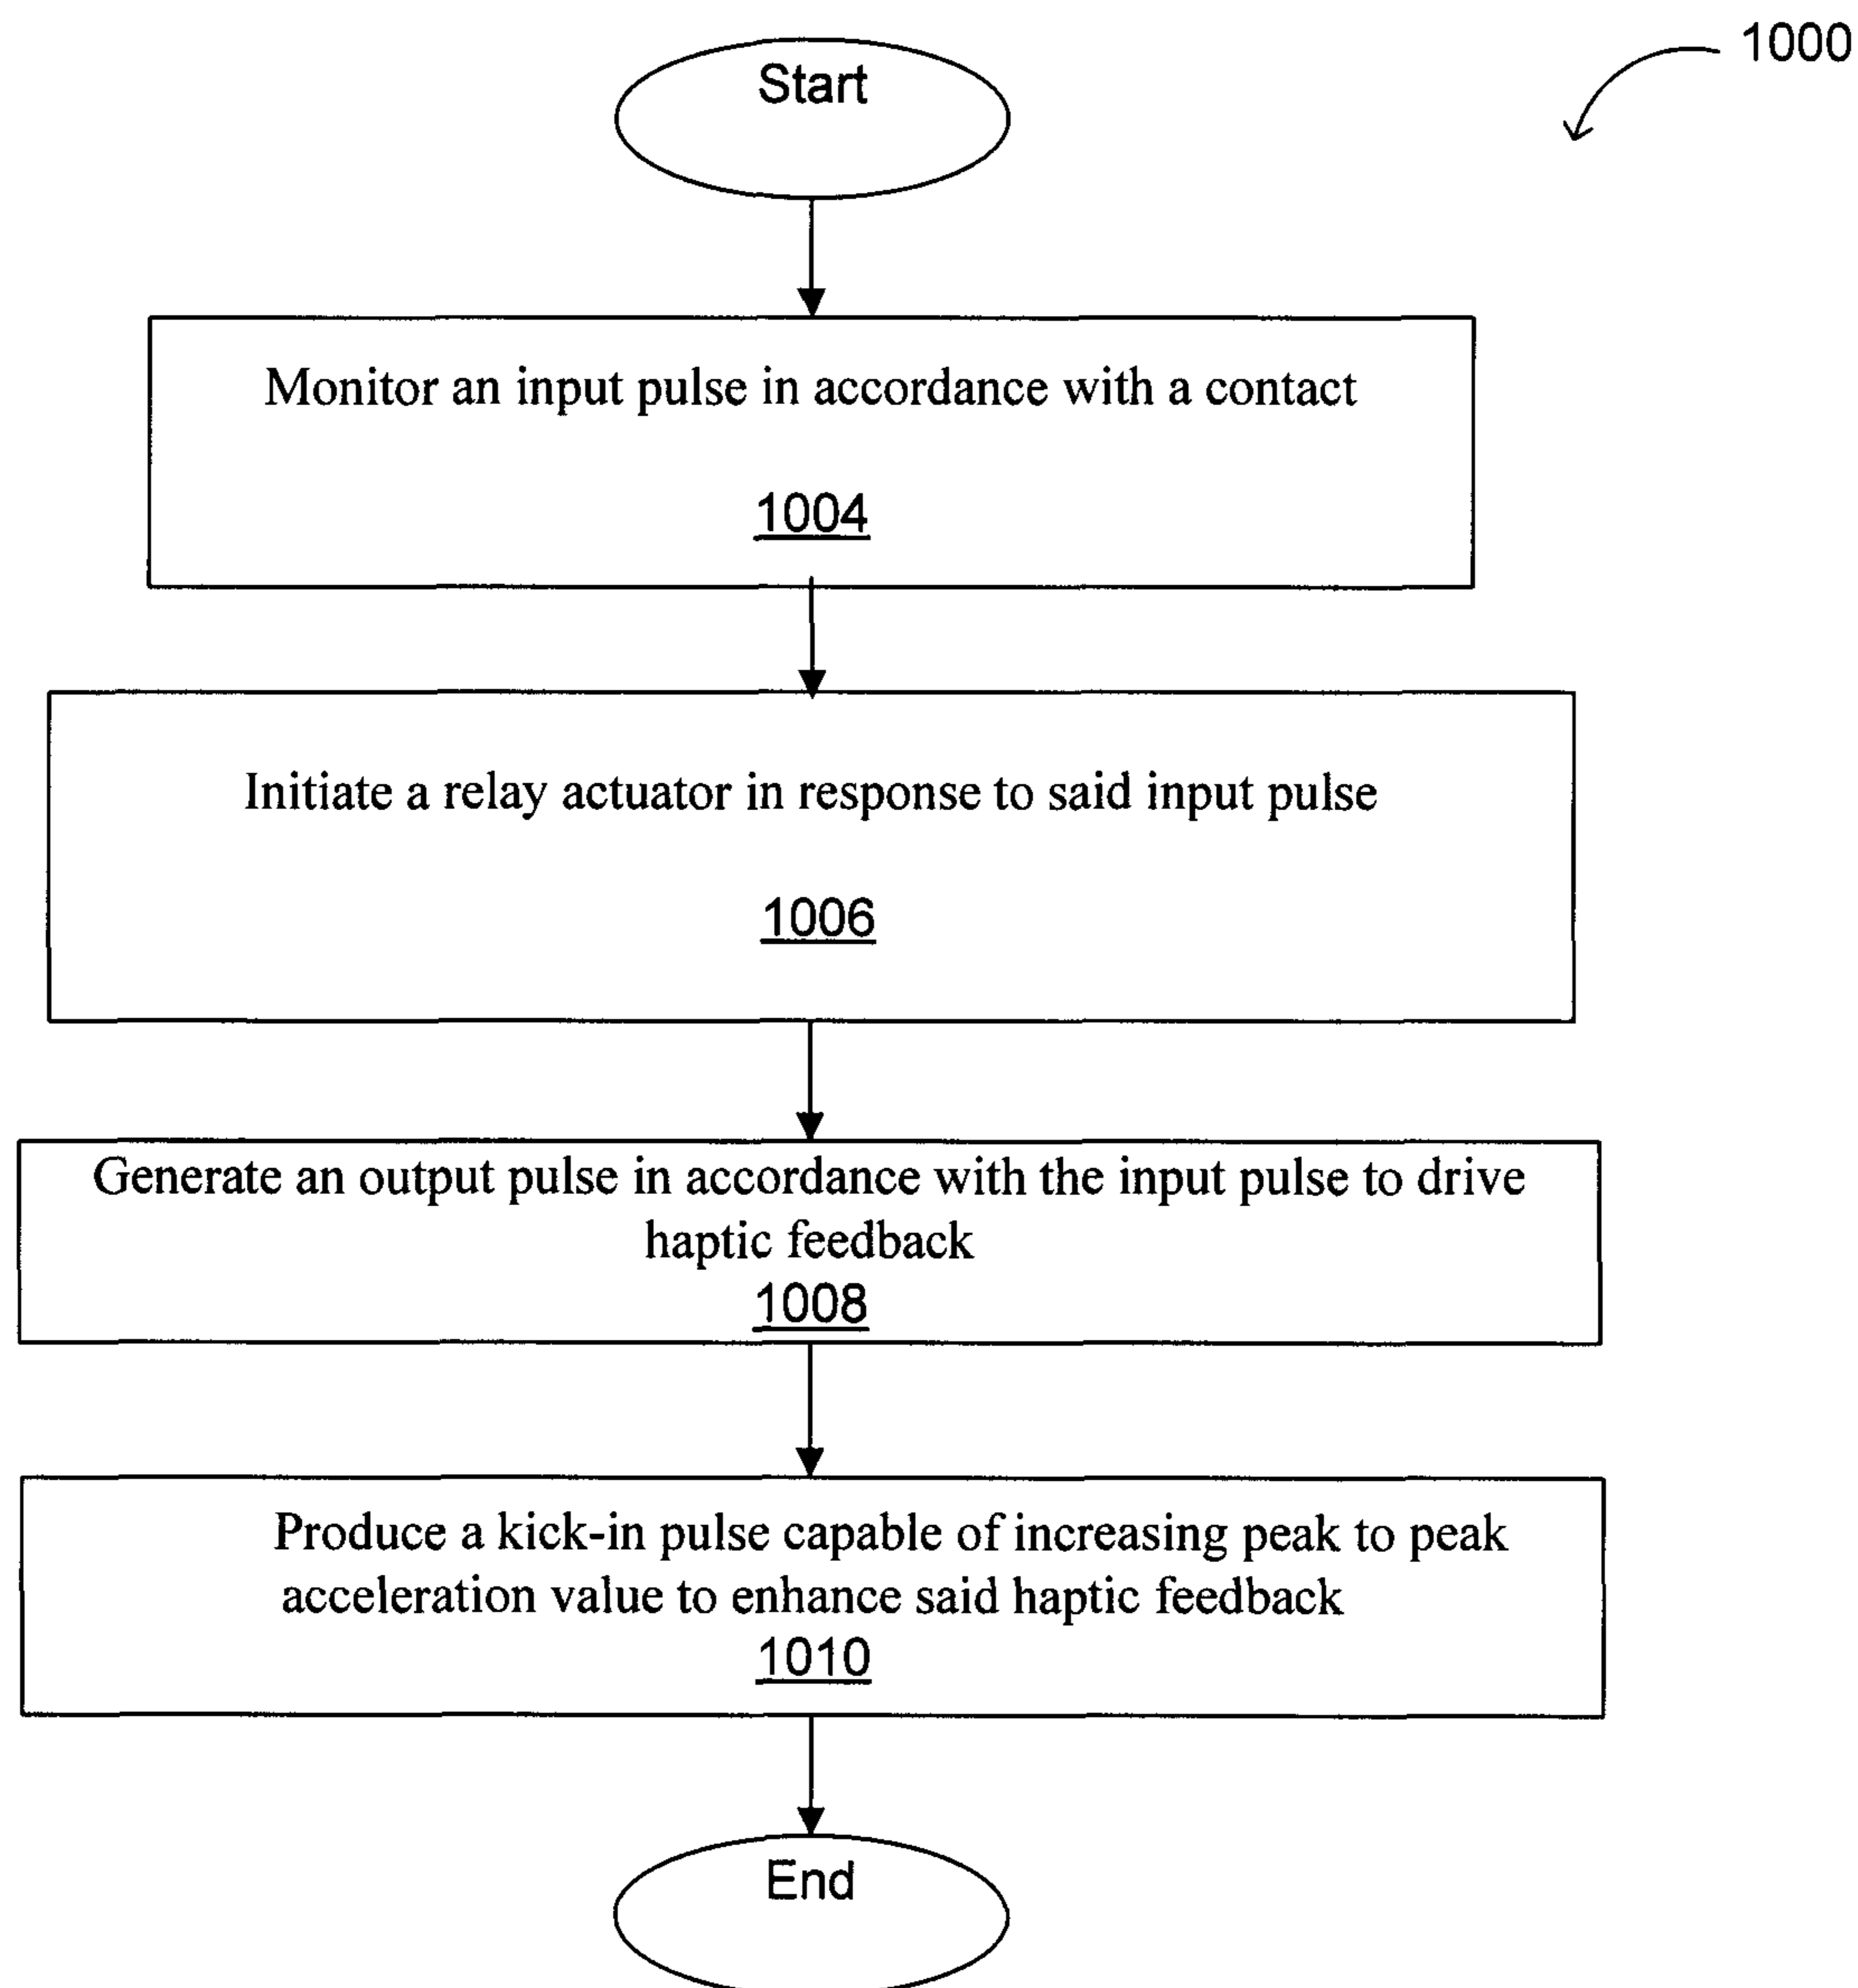 1000
Start
Monitor an input pulse in accordance with a contact
1004
Initiate a relay actuator in response to said input pulse
1006
Generate an output pulse in accordance with the input pulse to drive
haptic feedback
1008
Produce a kick-in pulse capable of increasing peak to peak
acceleration value to enhance said haptic feedback
1010
End